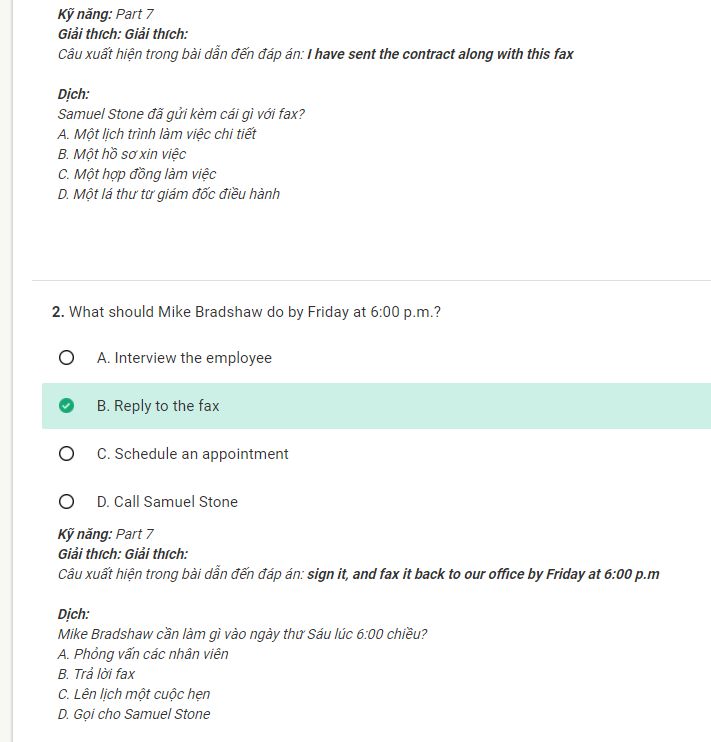 Kỹ năng: Part 7
Giải thích: Giải thích:
Câu xuất hiện trong bài dẫn đến đáp án: I have sent the contract along with this fax
Dịch:
Samuel Stone đã gửi kèm cái gì với fax?
A. Một lịch trình làm việc chi tiết
B. Một hồ sơ xin việc
C. Một hợp đồng làm việc
D. Một lá thư từ giám đốc điều hành
2. What should Mike Bradshaw do by Friday at 6:00 p.m.?
A. Interview the employee
B. Reply to the fax
C. Schedule an appointment
D. Call Samuel Stone
Kỹ năng: Part 7
Giải thích: Giải thích:
Câu xuất hiện trong bài dẫn đến đáp án: sign it, and fax it back to our office by Friday at 6:00 p.m
Dịch:
Mike Bradshaw cần làm gì vào ngày thứ Sáu lúc 6:00 chiều?
A. Phỏng vấn các nhân viên
B. Trả lời fax
C. Lên lịch một cuộc hẹn
D. Gọi cho Samuel Stone